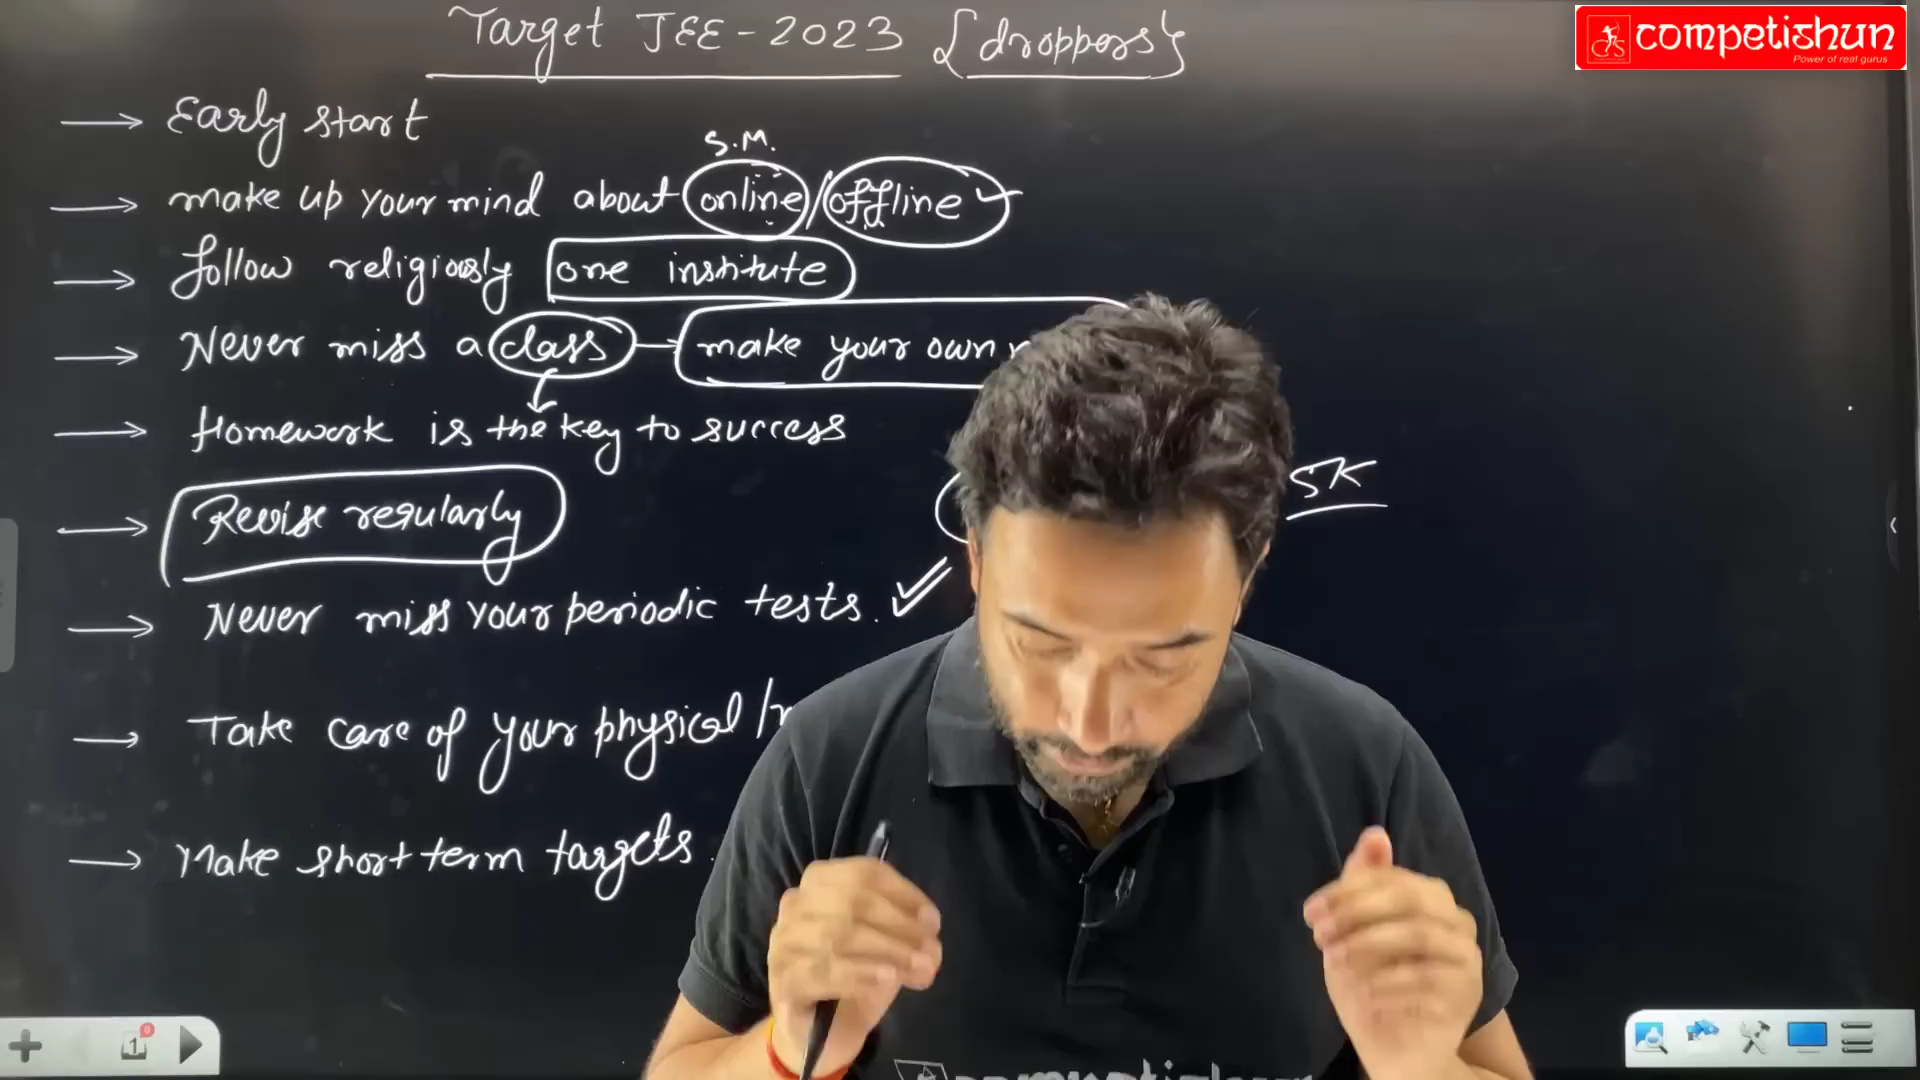 Target JEE - 2023 {droppers}
competishun
Power of real gurus
→ Early start
S.M.
→ make up your mind about online / offline
→ follow religiously one institute
→ Never miss a class → make your own
→ Homework is the key to success
→ Revise regularly
SK
→ Never miss your periodic tests.
→ Take care of your physical /
→ Make short term targets.
1
0